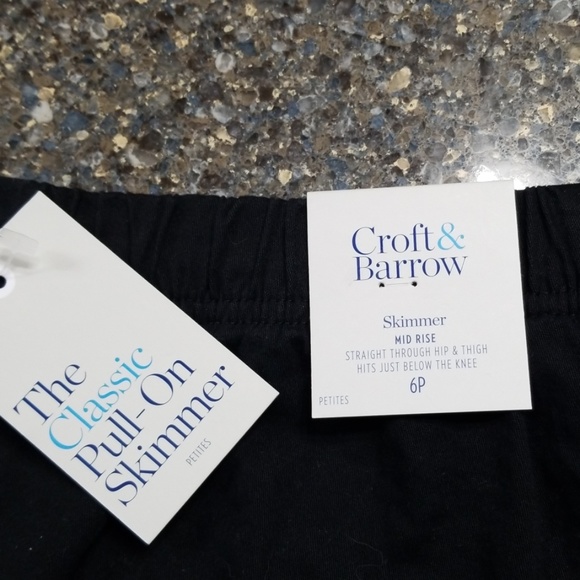 The
Classic
Pull-On
Skimmer
PETITES
Croft&
Barrow
Skimmer
MID RISE
STRAIGHT THROUGH HIP & THIGH
HITS JUST BELOW THE KNEE
6P
PETITES